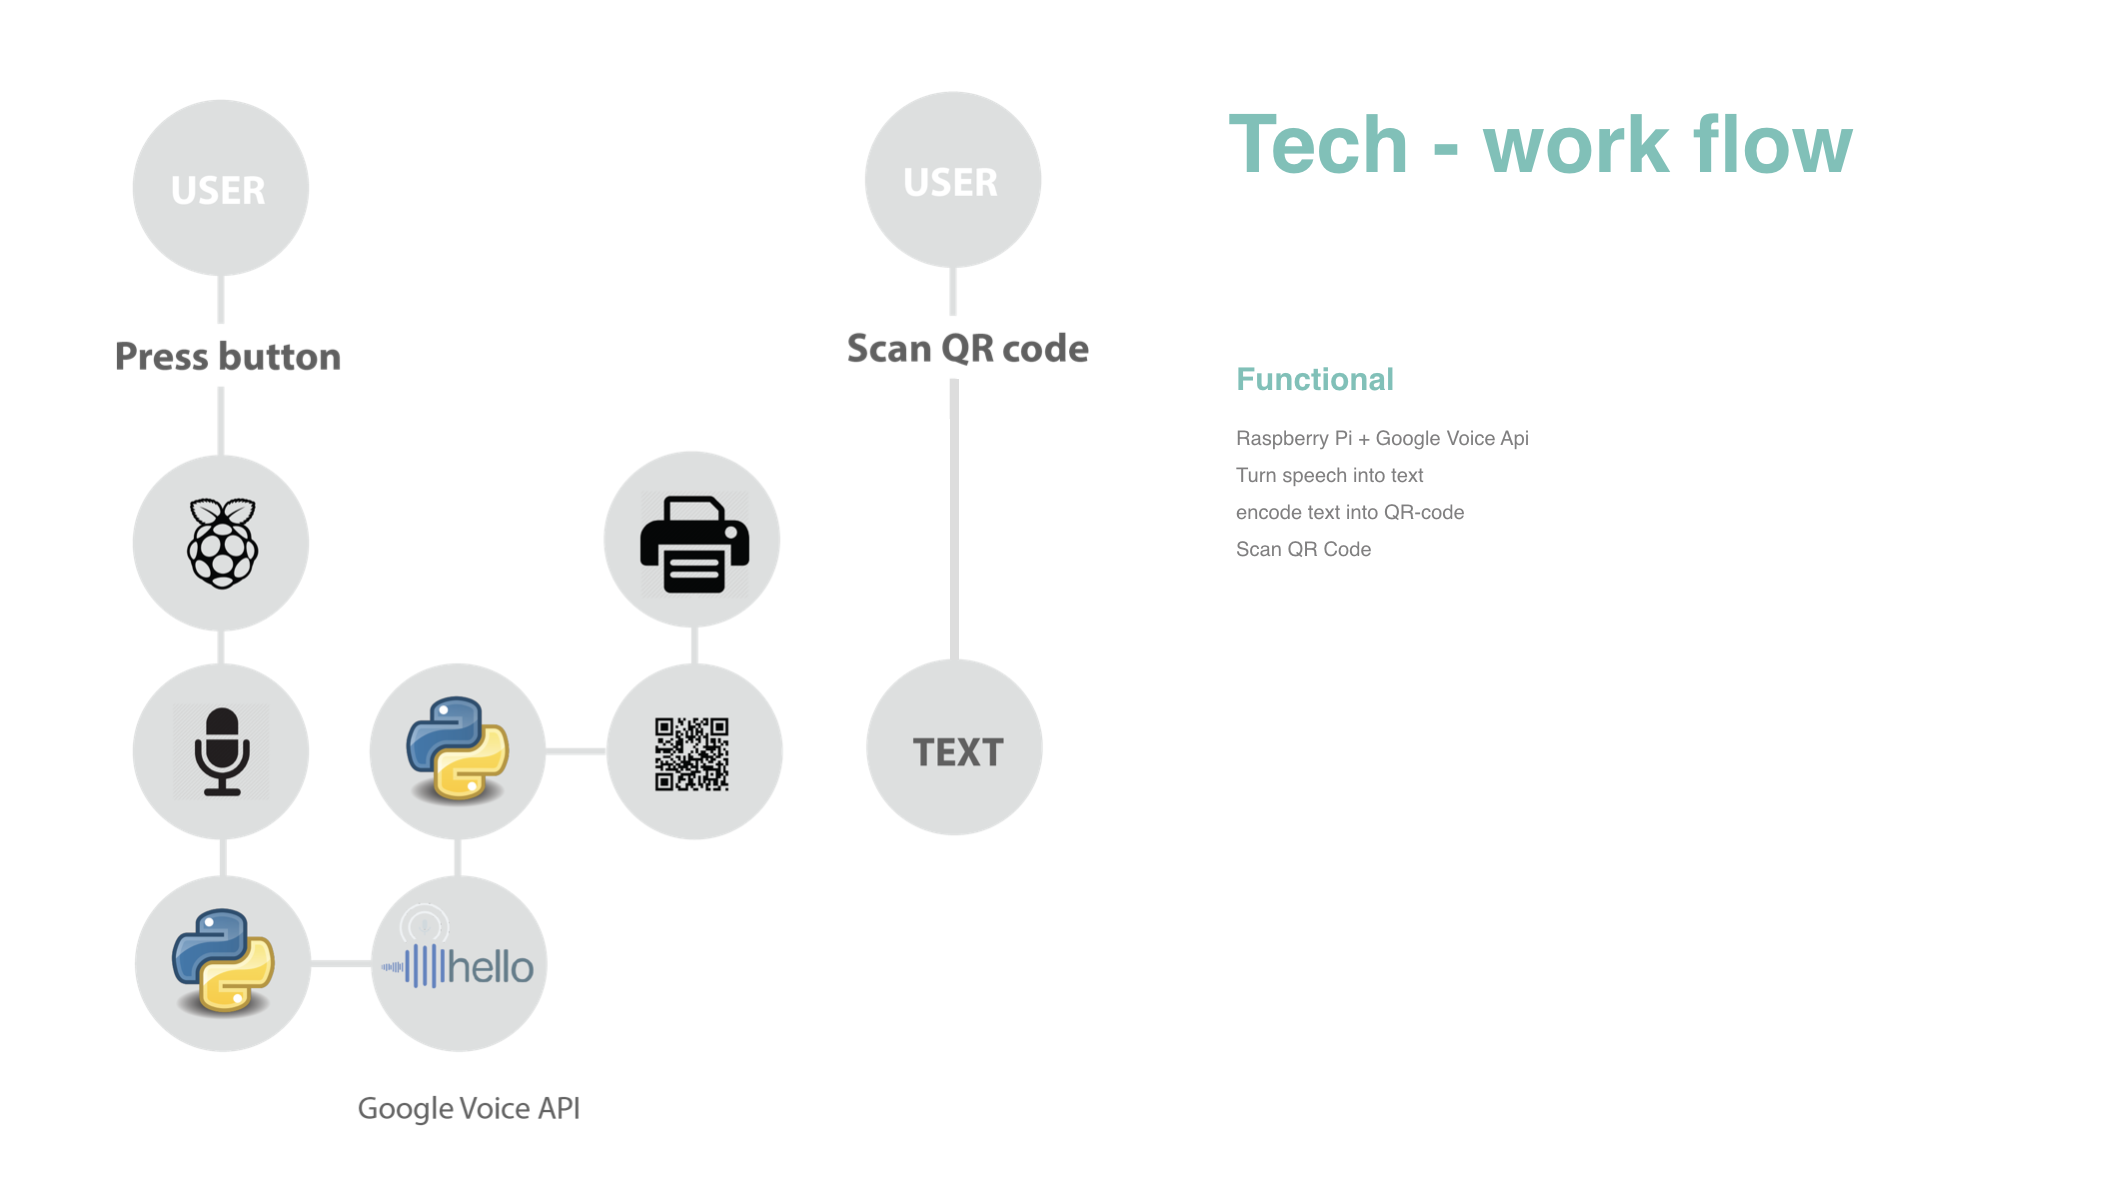 USER
Press button
USER
Scan QR code
TEXT
hello
Google Voice API
Tech - work flow
Functional
Raspberry Pi + Google Voice Api
Turn speech into text
encode text into QR-code
Scan QR Code